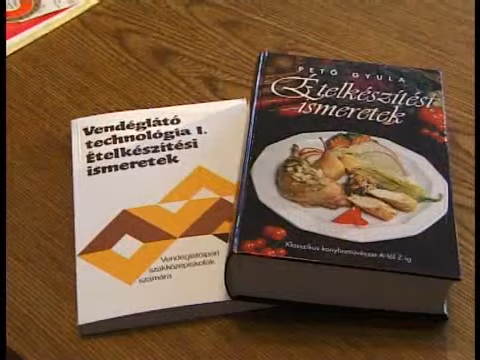 Vendéglátó
technológia I.
Ételkészítési
ismeretek
Vendéglátóipari
szakközépiskolák
számára
PETŐ GYULA
Ételkészítési
ismeretek
Klasszikus konyhaművészet A-tól Z-ig